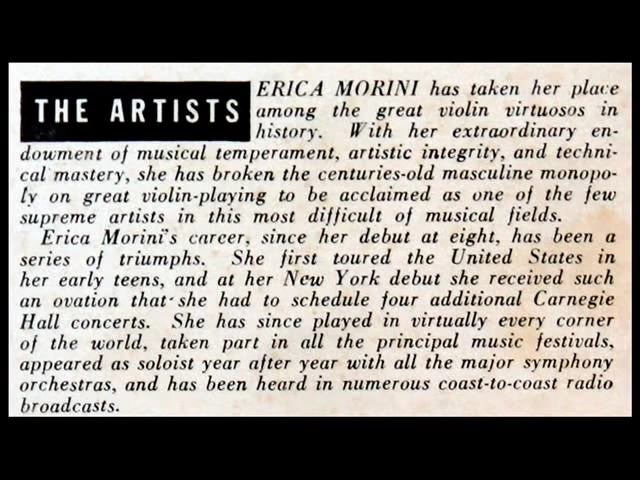 THE ARTISTS
ERICA MORINI has taken her place
among the great violin virtuosos in
history. With her extraordinary en-
dowment of musical temperament, artistic integrity, and techni-
cal mastery, she has broken the centuries-old masculine monopo-
ly on great violin-playing to be acclaimed as one of the few
supreme artists in this most difficult of musical fields.
Erica Morini's career, since her debut at eight, has been a
series of triumphs. She first toured the United States in
her early teens, and at her New York debut she received such
an ovation that she had to schedule four additional Carnegie
Hall concerts. She has since played in virtually every corner
of the world, taken part in all the principal music festivals,
appeared as soloist year after year with all the major symphony
orchestras, and has been heard in numerous coast-to-coast radio
broadcasts.